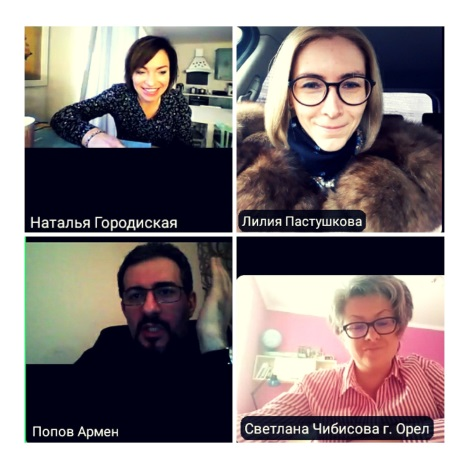 Наталья Городиская
Лилия Пастушкова
Попов Армен
Светлана Чибисова г. Орел